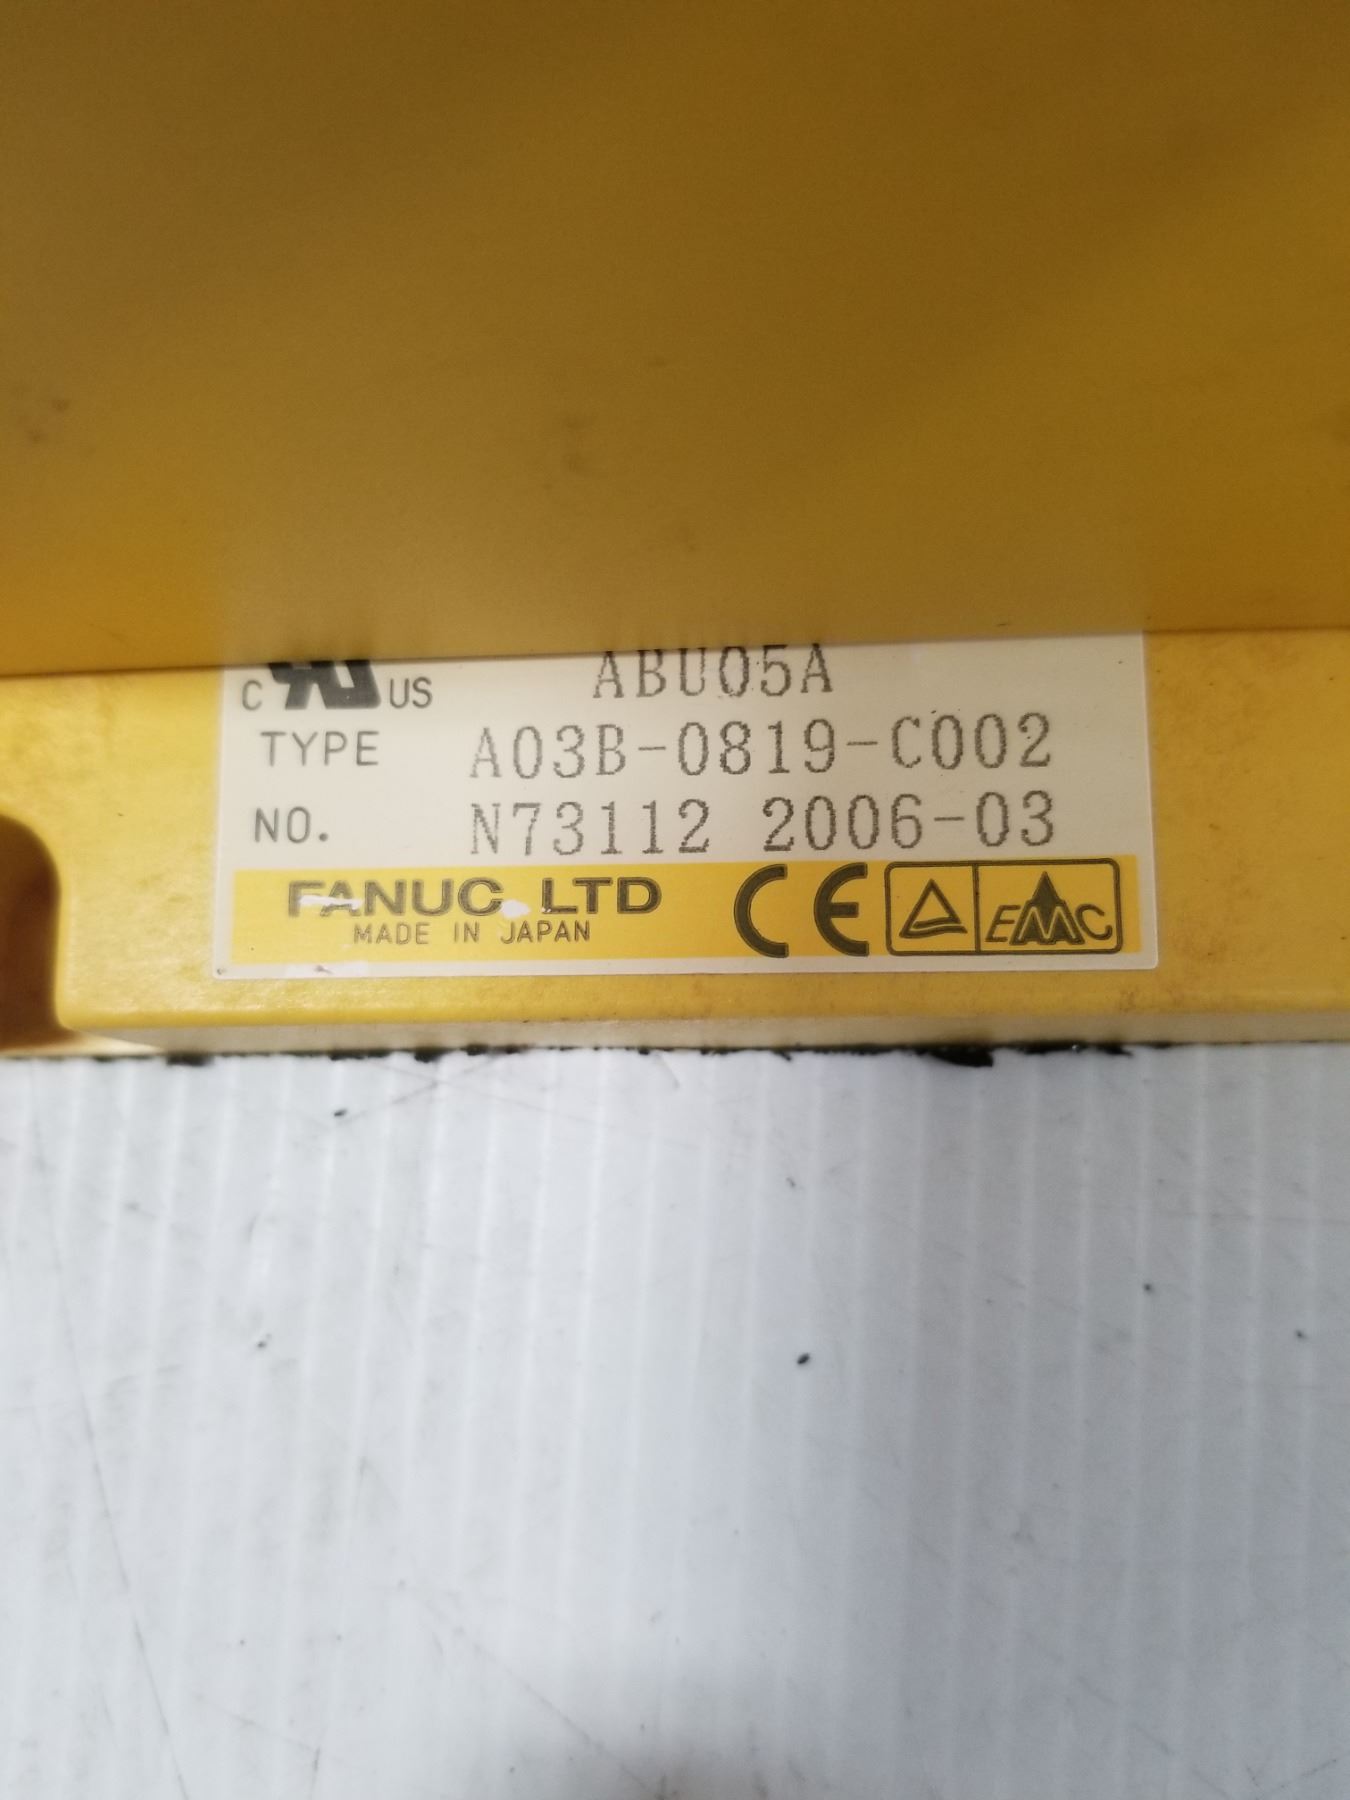 C US ABU05A
TYPE A03B-0819-C002
NO. N73112 2006-03
FANUC LTD
MADE IN JAPAN
CE EMC